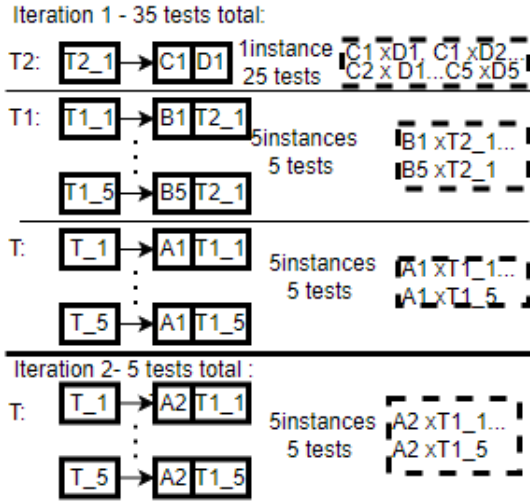 Iteration 1 - 35 tests total:
T2: T2_1 C1 D1 1instance C1 xD1, C1 xD2...
25 tests C2 x D1...C5 xD5
T1: T1_1 B1 T2_1 5instances B1 xT2_1...
5 tests B5 xT2_1
T1_5 B5 T2_1
T: T_1 A1 T1_1 5instances A1 xT1_1...
5 tests A1 xT1_5
T_5 A1 T1_5
Iteration 2- 5 tests total :
T: T_1 A2 T1_1 5instances A2 xT1_1...
5 tests A2 xT1_5
T_5 A2 T1_5